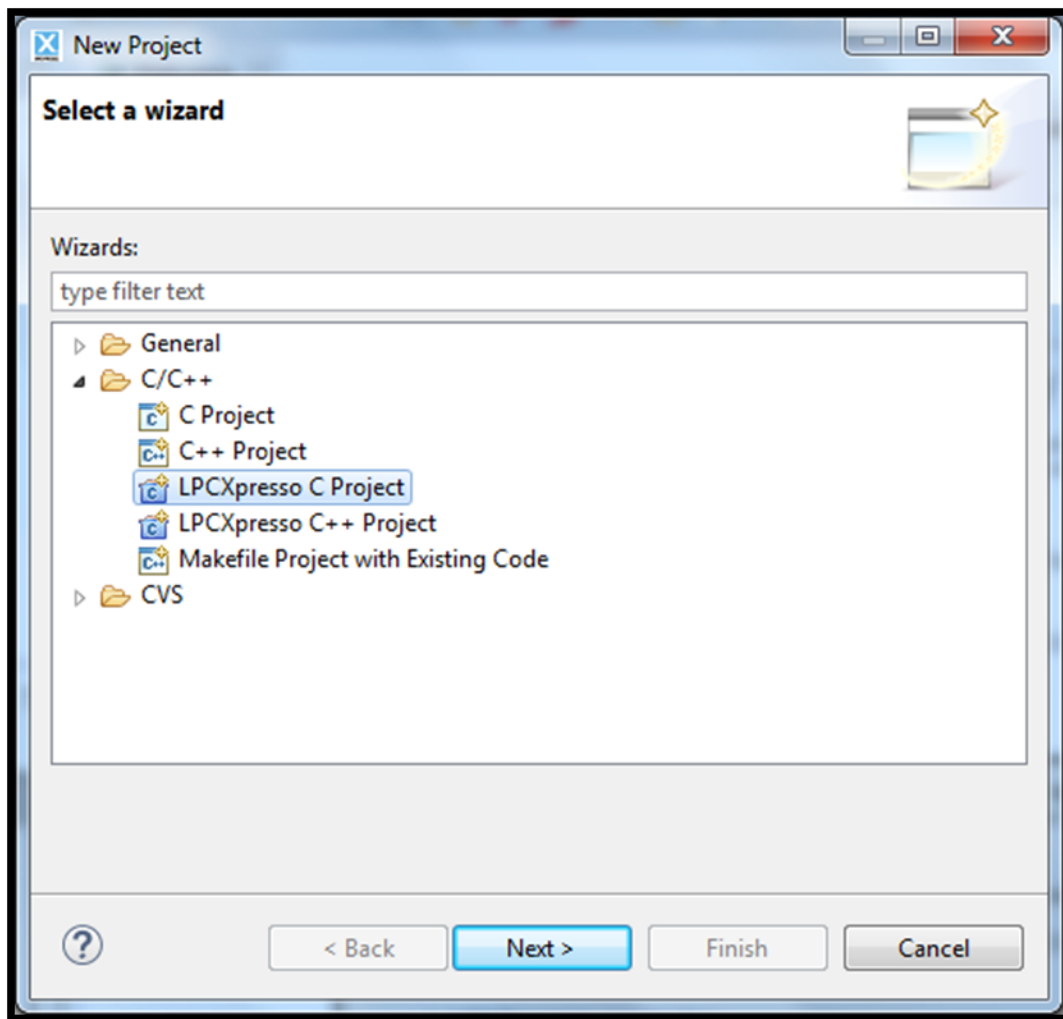 New Project
Select a wizard
Wizards:
type filter text
General
C/C++
C Project
C++ Project
LPCXpresso C Project
LPCXpresso C++ Project
Makefile Project with Existing Code
CVS
?
< Back Next > Finish Cancel